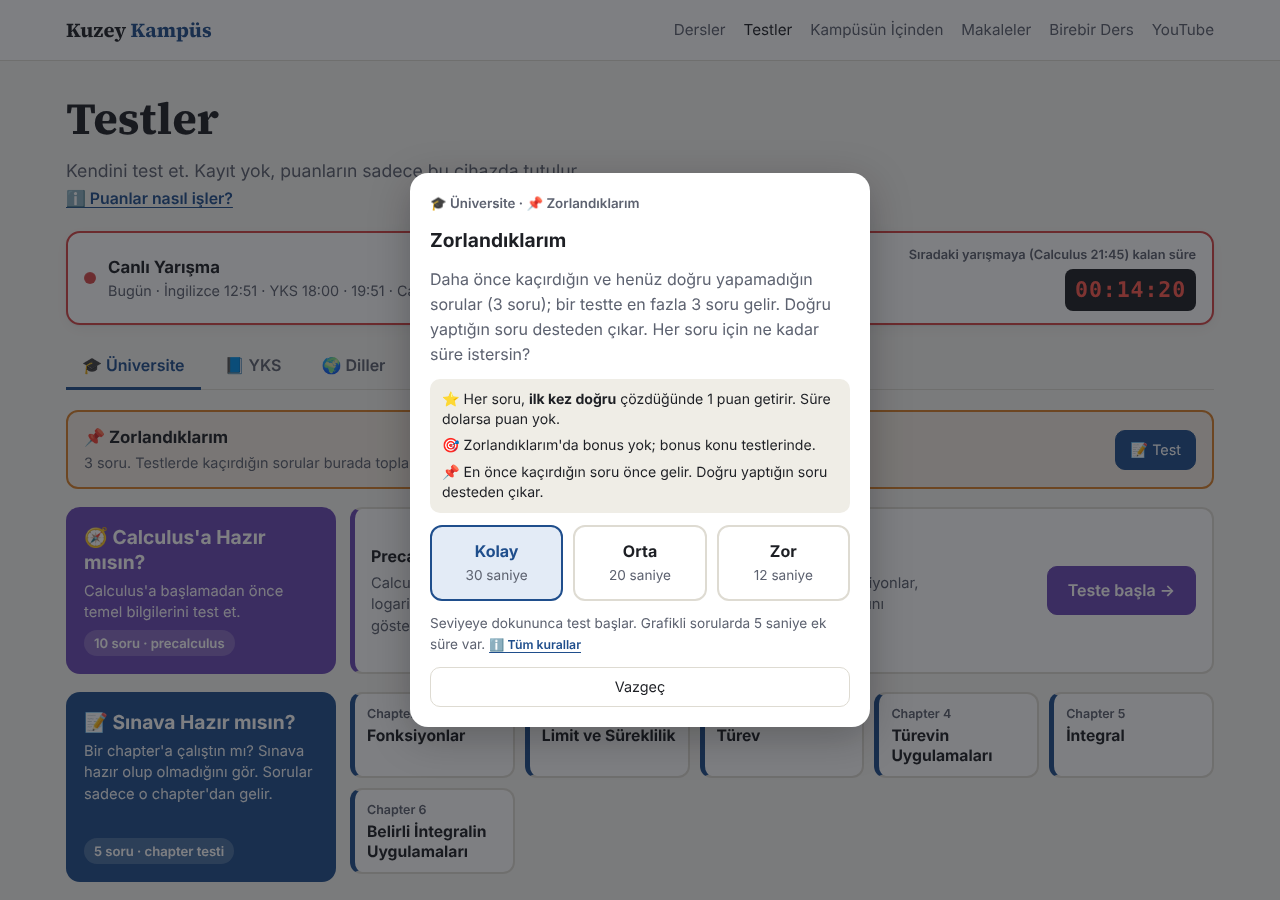 Kuzey Kampüs
Dersler Testler Kampüsün İçinden Makaleler Birebir Ders YouTube
Testler
Kendini test et. Kayıt yok, puanların sadece bu cihazda tutulur.
ℹ️ Puanlar nasıl işler?
Canlı Yarışma
Bugün · İngilizce 12:51 · YKS 18:00 · 19:51 ·
Sıradaki yarışmaya (Calculus 21:45) kalan süre
00:14:20
🎓 Üniversite 📘 YKS 🌍 Diller
📌 Zorlandıklarım
3 soru. Testlerde kaçırdığın sorular burada
📝 Test
🧭 Calculus'a Hazır
mısın?
Calculus'a başlamadan önce
temel bilgilerini test et.
10 soru · precalculus
Teste başla →
📝 Sınava Hazır mısın?
Bir chapter'a çalıştın mı? Sınava
hazır olup olmadığını gör. Sorular
sadece o chapter'dan gelir.
5 soru · chapter testi
Fonksiyonlar
Limit ve Süreklilik
Türev
Chapter 4
Türevin
Uygulamaları
Chapter 5
İntegral
Chapter 6
Belirli İntegralin
Uygulamaları
🎓 Üniversite · 📌 Zorlandıklarım
Zorlandıklarım
Daha önce kaçırdığın ve henüz doğru yapamadığın
sorular (3 soru); bir testte en fazla 3 soru gelir. Doğru
yaptığın soru desteden çıkar. Her soru için ne kadar
süre istersin?
⭐ Her soru, ilk kez doğru çözdüğünde 1 puan getirir. Süre
dolarsa puan yok.
🎯 Zorlandıklarım'da bonus yok; bonus konu testlerinde.
📌 En önce kaçırdığın soru önce gelir. Doğru yaptığın soru
desteden çıkar.
Kolay
30 saniye
Orta
20 saniye
Zor
12 saniye
Seviyeye dokununca test başlar. Grafikli sorularda 5 saniye ek
süre var. ℹ️ Tüm kurallar
Vazgeç